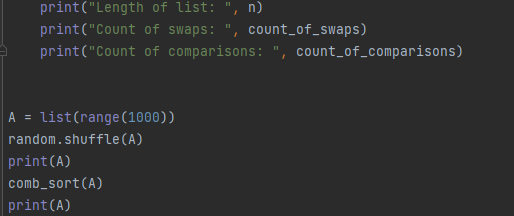 print("Length of list: ", n)
print("Count of swaps: ", count_of_swaps)
print("Count of comparisons: ", count_of_comparisons)
A = list(range(1000))
random.shuffle(A)
print(A)
comb_sort(A)
print(A)